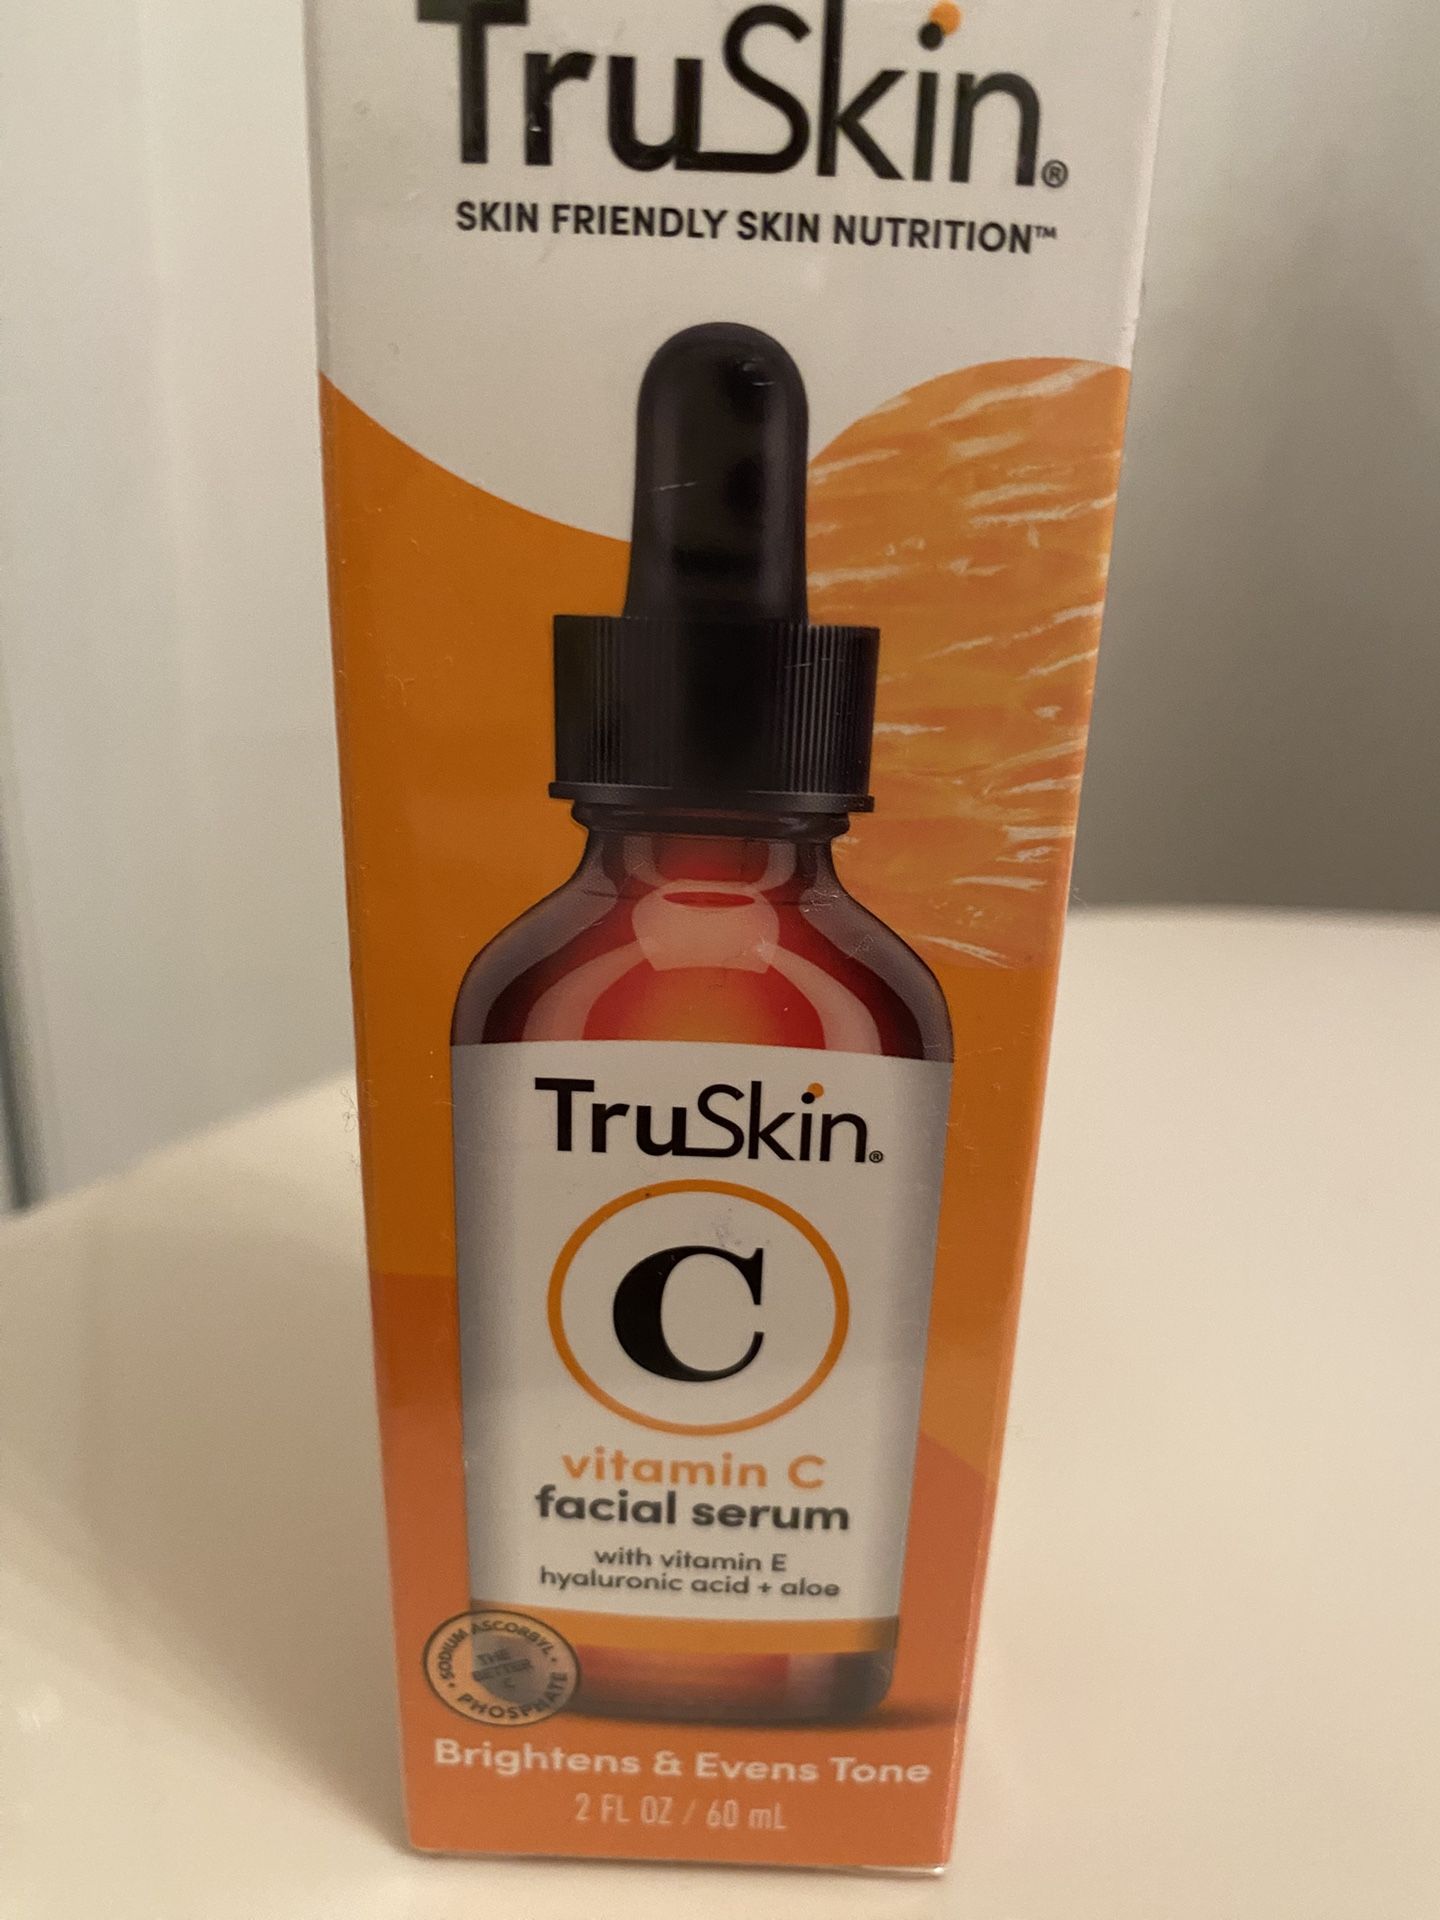 TruSkin®
SKIN FRIENDLY SKIN NUTRITION™
TruSkin®
C
vitamin C
facial serum
with vitamin E
hyaluronic acid + aloe
• SODIUM ASCORBYL •
PHOSPHATE
THE
BETTER
C
Brightens & Evens Tone
2 FL OZ / 60 mL